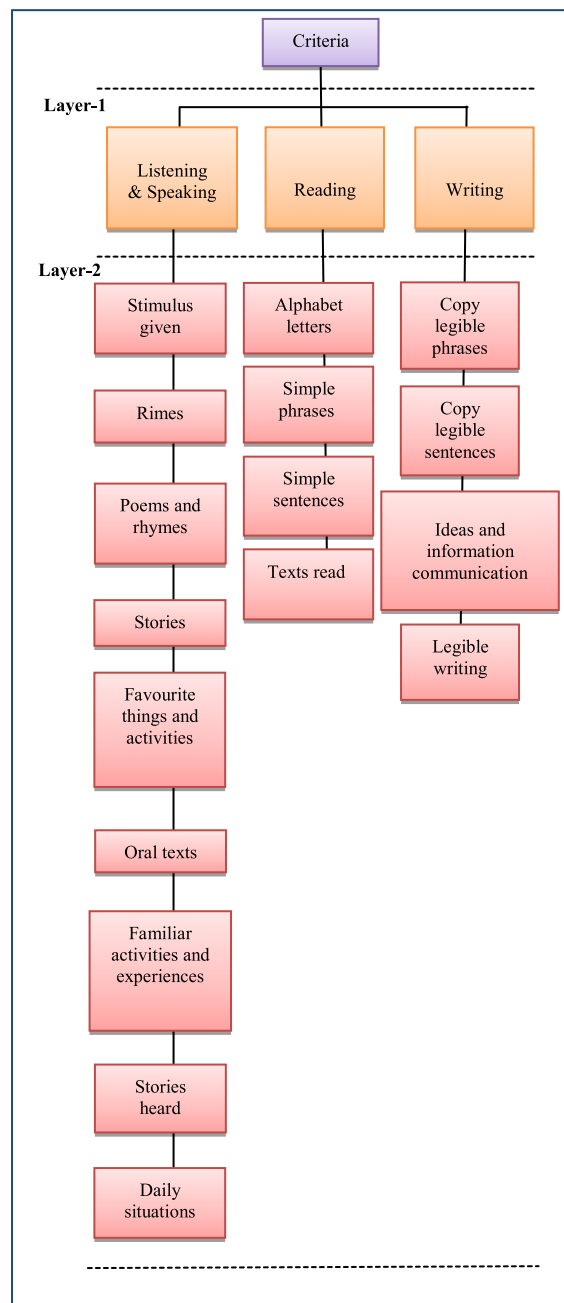 Criteria
Layer-1
Listening
& Speaking
Reading
Writing
Layer-2
Stimulus
given
Rimes
Poems and
rhymes
Stories
Favourite
things and
activities
Oral texts
Familiar
activities and
experiences
Stories
heard
Daily
situations
Alphabet
letters
Simple
phrases
Simple
sentences
Texts read
Copy
legible
phrases
Copy
legible
sentences
Ideas and
information
communication
Legible
writing